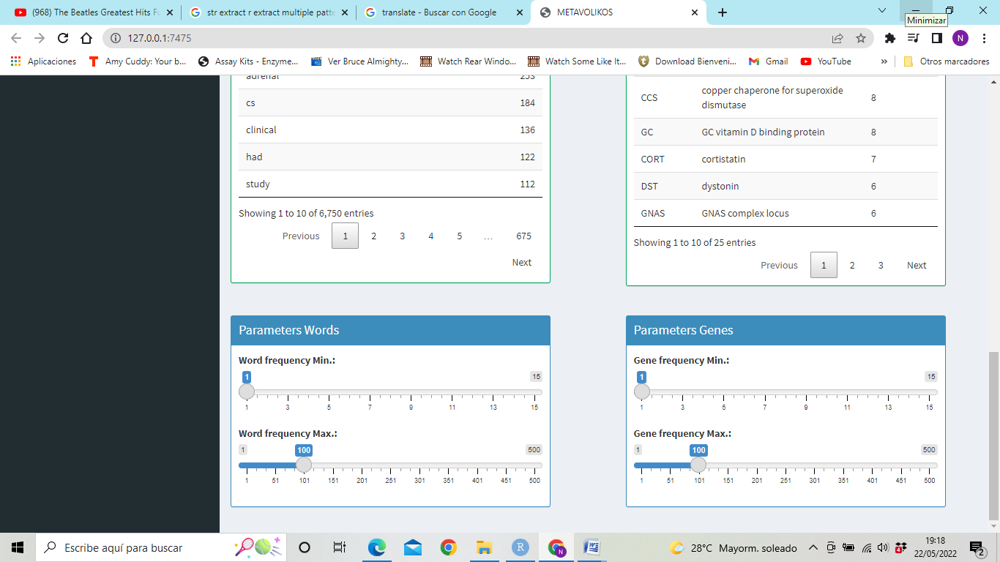 (968) The Beatles Greatest Hits Fu
str extract r extract multiple patte
translate - Buscar con Google
METAVOLIKOS
Minimizar
127.0.0.1:7475
N
Aplicaciones
Amy Cuddy: Your b...
Assay Kits - Enzyme...
Ver Bruce Almighty...
Watch Rear Windo...
Watch Some Like It...
Download Bienveni...
Gmail
YouTube
»
Otros marcadores
adrenal 253
cs 184
clinical 136
had 122
study 112
Showing 1 to 10 of 6,750 entries
Previous 1 2 3 4 5 … 675
Next
CCS copper chaperone for superoxide 8
dismutase
GC GC vitamin D binding protein 8
CORT cortistatin 7
DST dystonin 6
GNAS GNAS complex locus 6
Showing 1 to 10 of 25 entries
Previous 1 2 3 Next
Parameters Words
Word frequency Min.:
1 15
1 3 5 7 9 11 13 15
Word frequency Max.:
1 100 500
1 51 101 151 201 251 301 351 401 451 500
Parameters Genes
Gene frequency Min.:
1 15
1 3 5 7 9 11 13 15
Gene frequency Max.:
1 100 500
1 51 101 151 201 251 301 351 401 451 500
Escribe aquí para buscar
R
N
28°C Mayorm. soleado
4
19:18
22/05/2022
2